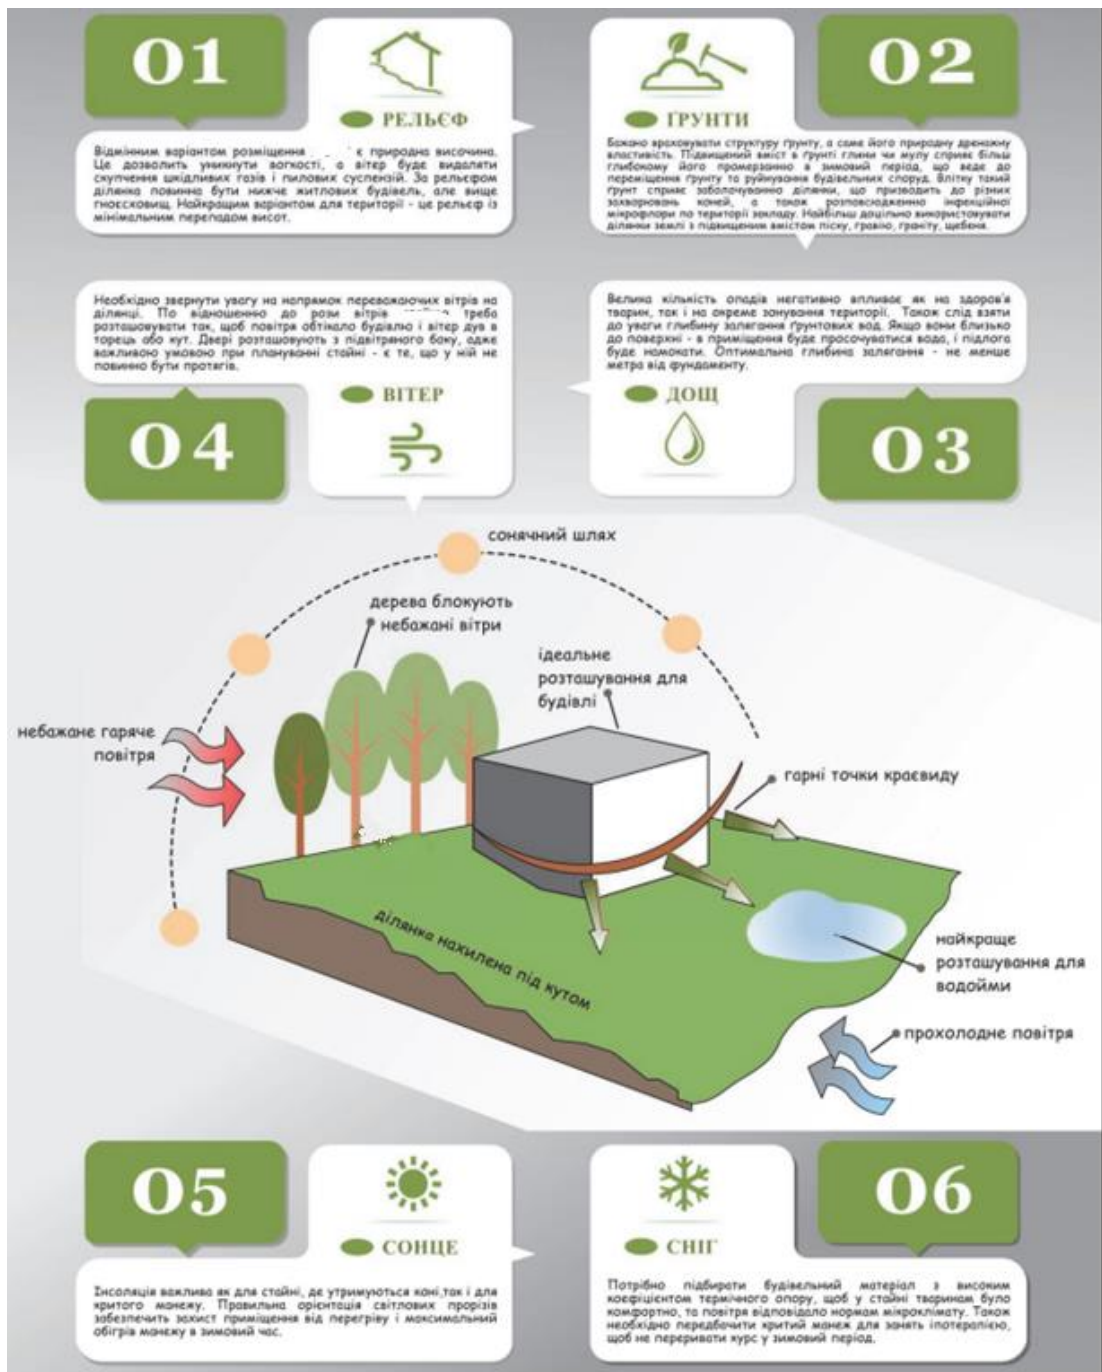 01
РЕЛЬЄФ
Відмінним варіантом розміщення є природна височина.
Це дозволить уникнути вогкості, а вітер буде видаляти
скупчення шкідливих газів і пилових суспензій. За рельєфом
ділянка повинна бути нижче житлових будівель, але вище
гноєсховищ. Найкращим варіантом для території - це рельєф із
мінімальним перепадом висот.
02
ҐРУНТИ
Бажано враховувати структуру ґрунту, а саме його природну дренажну
властивість. Підвищений вміст в ґрунті глини чи мулу сприяє більш
глибокому його промерзанню в зимовий період, що веде до
переміщення ґрунту та руйнування будівельних споруд. Влітку такий
ґрунт сприяє заболочуванню ділянки, що призводить до різних
захворювань коней, а також розповсюдженню інфекційної
мікрофлори по території закладу. Найбільш доцільно використовувати
ділянки землі з підвищеним вмістом піску, гравію, граніту, щебеня.
Необхідно звернути увагу на напрямок переважаючих вітрів на
ділянці. По відношенню до рози вітрів треба
розташовувати так, щоб повітря обтікало будівлю і вітер дув в
торець або кут. Двері розташовують з підвітряного боку, адже
важливою умовою при плануванні стайні - є те, що у ній не
повинно бути протягів.
ВІТЕР
04
Велика кількість опадів негативно впливає як на здоров'я
тварин, так і на окреме зонування території. Також слід взяти
до уваги глибину залягання ґрунтових вод. Якщо вони близько
до поверхні - в приміщення буде просочуватися вода, і підлога
буде намокати. Оптимальна глибина залягання - не менше
метра від фундаменту.
ДОЩ
03
сонячний шлях
дерева блокують
небажані вітри
ідеальне
розташування для
будівлі
небажане гаряче
повітря
гарні точки краєвиду
ділянка нахилена під кутом
найкраще
розташування для
водойми
прохолодне повітря
05
СОНЦЕ
Інсоляція важлива як для стайні, де утримуються коні,так і для
критого манежу. Правильна орієнтація світлових прорізів
забезпечить захист приміщення від перегріву і максимальний
обігрів манежу в зимовий час.
06
СНІГ
Потрібно підбирати будівельний матеріал з високим
коефіцієнтом термічного опору, щоб у стайні тваринам було
комфортно, та повітря відповідало нормам мікроклімату. Також
необхідно передбачити критий манеж для занять іпотерапією,
щоб не переривати курс у зимовий період.